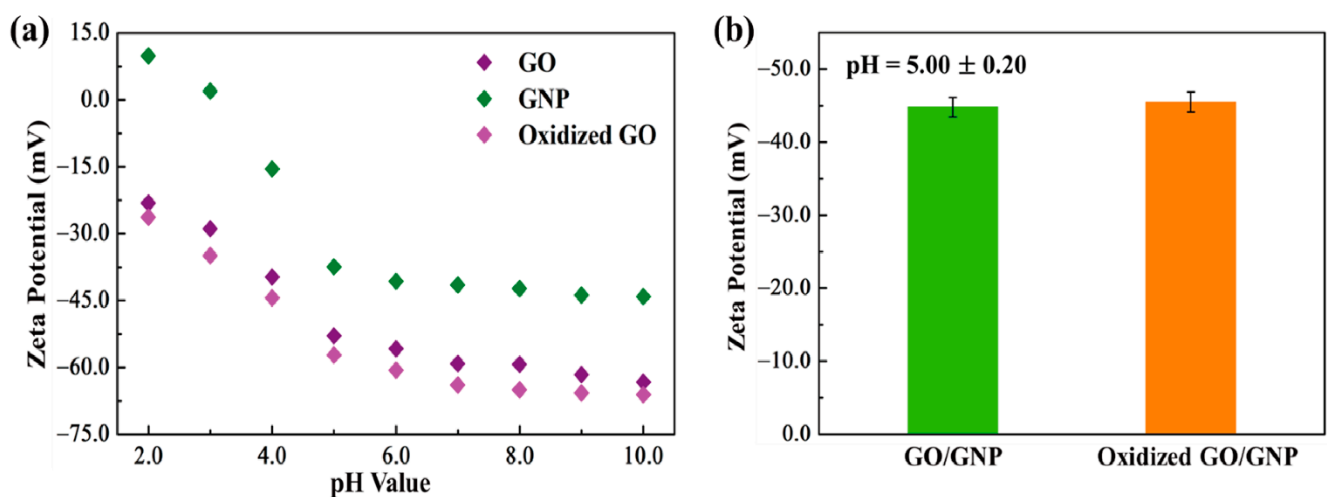 (a)
15.0
0.0
−15.0
−30.0
−45.0
−60.0
−75.0
Zeta Potential (mV)
GO
GNP
Oxidized GO
2.0 4.0 6.0 8.0 10.0
pH Value
(b)
−50.0
−40.0
−30.0
−20.0
−10.0
0.0
Zeta Potential (mV)
pH = 5.00 ± 0.20
GO/GNP Oxidized GO/GNP